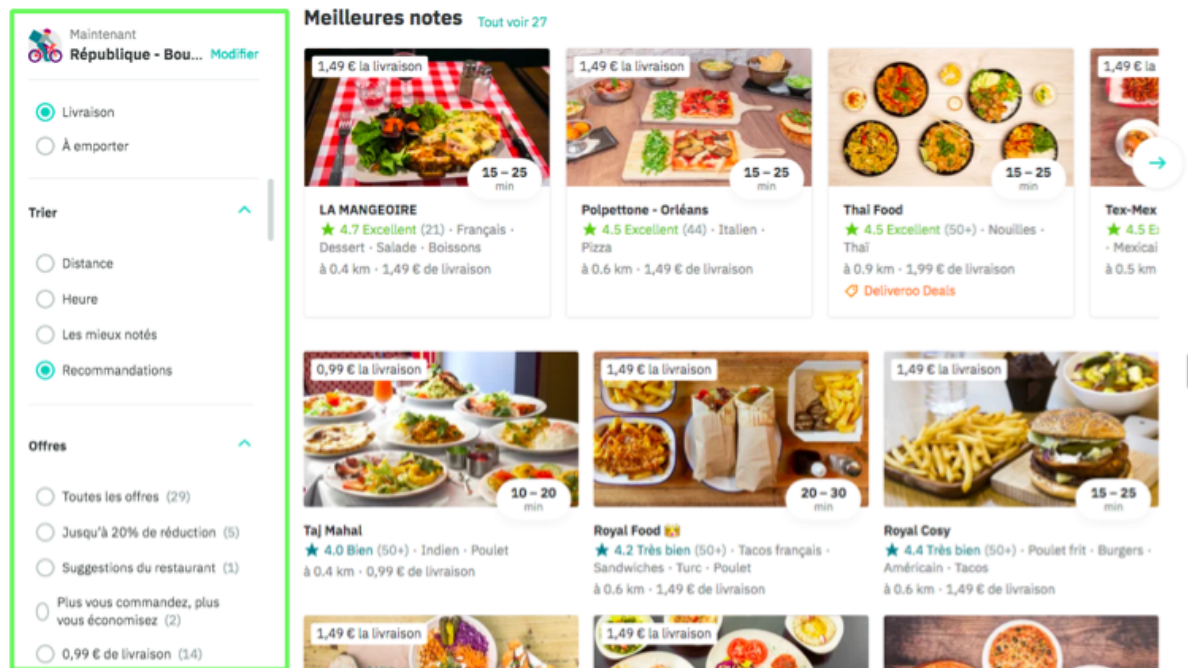 Maintenant
République - Bou... Modifier
Livraison
À emporter
Trier
Distance
Heure
Les mieux notés
Recommandations
Offres
Toutes les offres (29)
Jusqu'à 20% de réduction (5)
Suggestions du restaurant (1)
Plus vous commandez, plus
vous économisez (2)
0,99 € de livraison (14)
Meilleures notes Tout voir 27
1,49 € la livraison
15 – 25
min
LA MANGEOIRE
4.7 Excellent (21) · Français ·
Dessert · Salade · Boissons
à 0.4 km · 1,49 € de livraison
1,49 € la livraison
15 – 25
min
Polpettone - Orléans
4.5 Excellent (44) · Italien ·
Pizza
à 0.6 km · 1,49 € de livraison
15 – 25
min
Thai Food
4.5 Excellent (50+) · Nouilles ·
Thaï
à 0.9 km · 1,99 € de livraison
Deliveroo Deals
1,49 € la
Tex-Mex
4.5 Ex
· Mexicai
à 0.5 km
0,99 € la livraison
10 – 20
min
Taj Mahal
4.0 Bien (50+) · Indien · Poulet
à 0.4 km · 0,99 € de livraison
1,49 € la livraison
20 – 30
min
Royal Food
4.2 Très bien (50+) · Tacos français ·
Sandwiches · Turc · Poulet
à 0.6 km · 1,49 € de livraison
1,49 € la livraison
15 – 25
min
Royal Cosy
4.4 Très bien (50+) · Poulet frit · Burgers ·
Américain · Tacos
à 0.6 km · 1,49 € de livraison
1,49 € la livraison
1,49 € la livraison